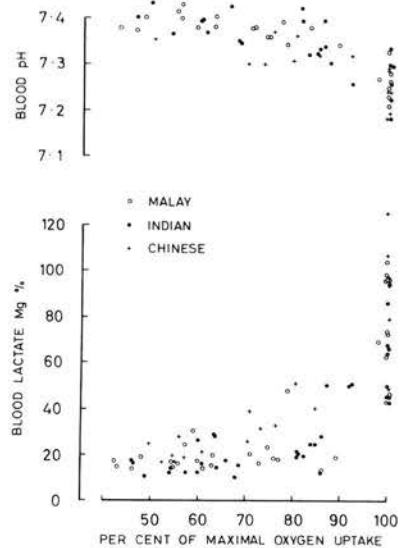 7·4
7·3
7·2
7·1
BLOOD pH
○ MALAY
• INDIAN
+ CHINESE
120
100
80
60
40
20
0
BLOOD LACTATE Mg %
50 60 70 80 90 100
PER CENT OF MAXIMAL OXYGEN UPTAKE